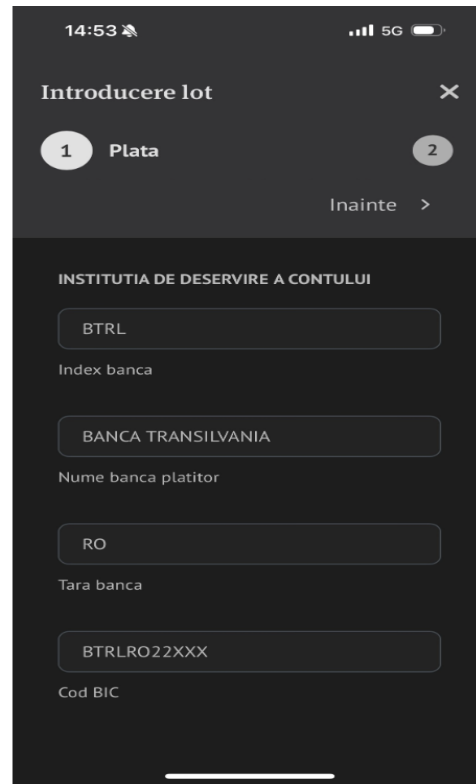 14:53
5G
Introducere lot
1 Plata 2
Inainte >
INSTITUTIA DE DESERVIRE A CONTULUI
BTRL
Index banca
BANCA TRANSILVANIA
Nume banca platitor
RO
Tara banca
BTRLRO22XXX
Cod BIC